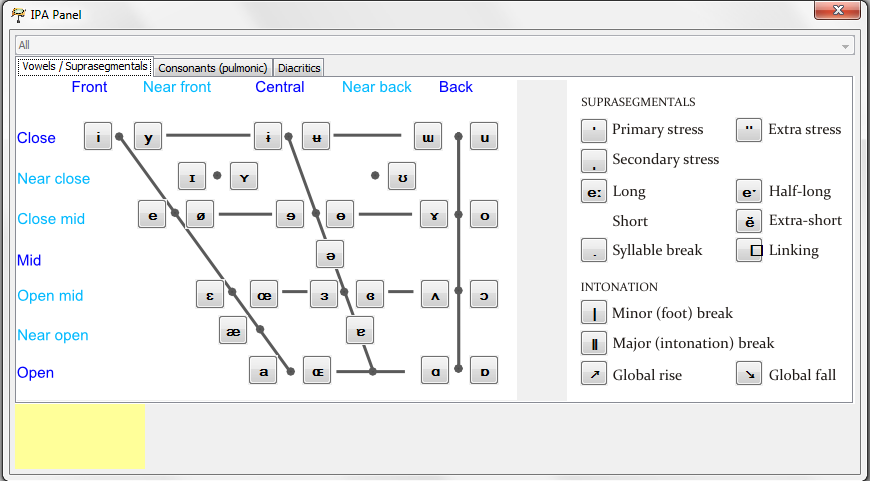 IPA Panel
All
Vowels / Suprasegmentals Consonants (pulmonic) Diacritics
Front Near front Central Near back Back
Close i y ɨ ʉ ɯ u
Near close ɪ ʏ ʊ
Close mid e ø ɘ ɵ ɤ o
Mid ə
Open mid ɛ œ ɜ ɞ ʌ ɔ
Near open æ ɐ
Open a ɶ ɑ ɒ
SUPRASEGMENTALS
ˈ Primary stress ˈˈ Extra stress
ˌ Secondary stress
eː Long eˑ Half-long
Short ĕ Extra-short
. Syllable break Linking
INTONATION
| Minor (foot) break
‖ Major (intonation) break
↗ Global rise ↘ Global fall